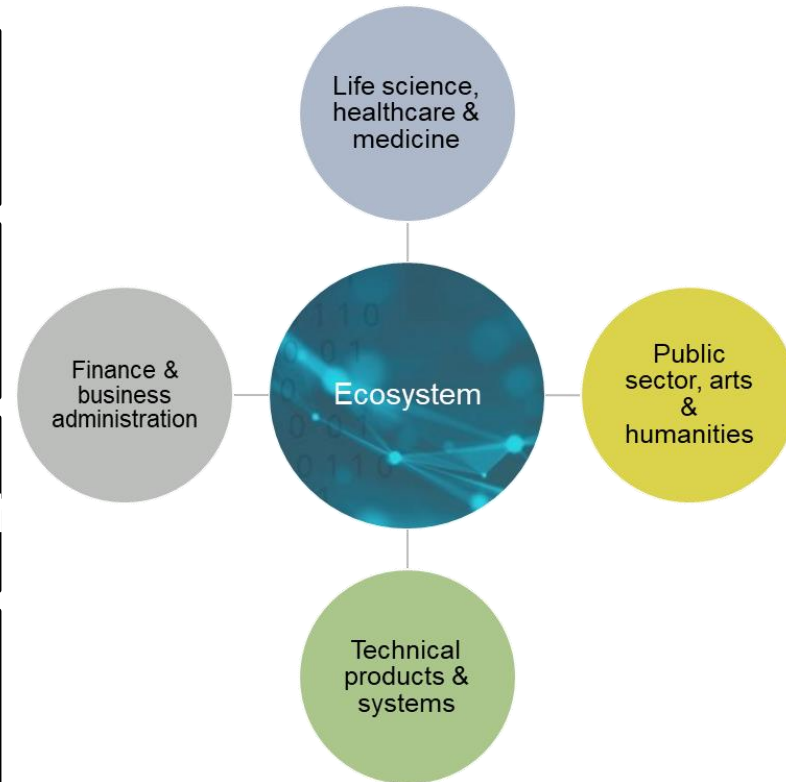 Life science,
healthcare &
medicine
Finance &
business
administration
Ecosystem
Public
sector, arts
&
humanities
Technical
products &
systems